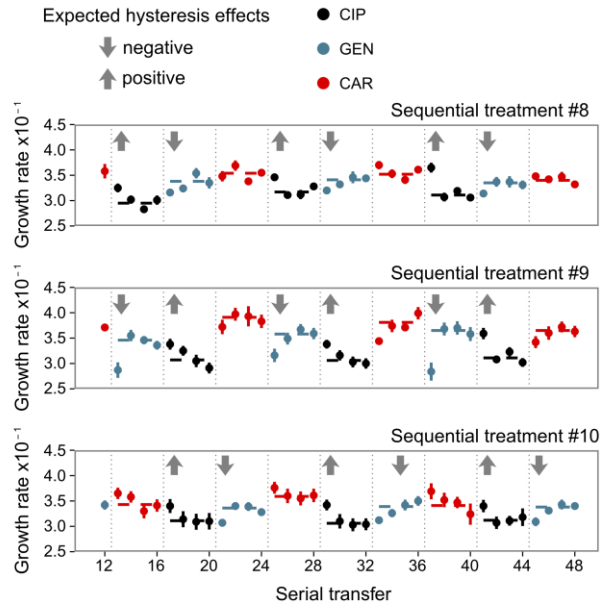 Expected hysteresis effects
negative
positive
CIP
GEN
CAR
Sequential treatment #8
Growth rate x10⁻¹
4.5
4.0
3.5
3.0
2.5
Sequential treatment #9
Growth rate x10⁻¹
4.5
4.0
3.5
3.0
2.5
Sequential treatment #10
Growth rate x10⁻¹
4.5
4.0
3.5
3.0
2.5
12 16 20 24 28 32 36 40 44 48
Serial transfer